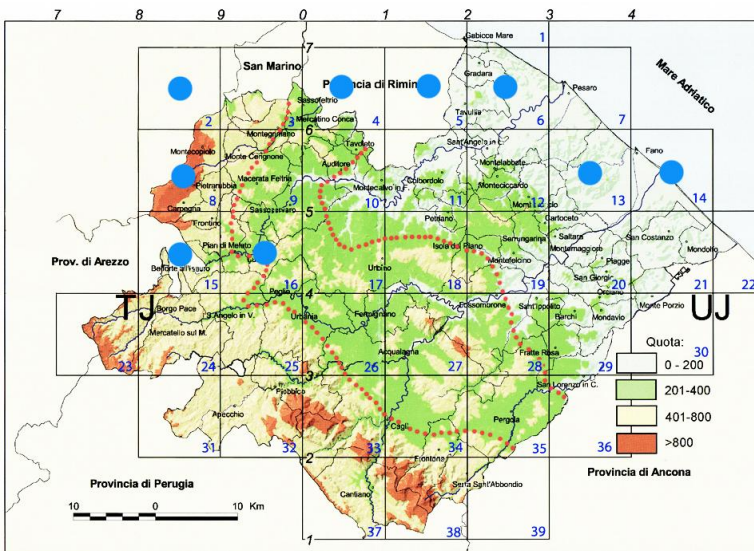 7 8 9 0 1 2 3 4
Gabicce Mare 1
7
San Marino
Gradara
Provincia di Rimini
Pesaro
Mare Adriatico
Sassofeltrio
Mercatino Conca
Tavullia
2 3 4 5 6 7
6
Montegrimano
Tavoleto
Sant'Angelo in L.
Fano
Montecopiolo
Monte Cerignone
Auditore
Montelabbate
Macerata Feltria
Colbordolo
Pietrarubbia
Montecalvo in F.
Monteciccardo
8 9 10 11 12 13 14
Carpegna
Sassocorvaro
Petriano
Cartoceto
5
Frontino
Serrungarina
Saltara
San Costanzo
Piandi Meleto
Isola del Piano
Montemaggiore
Mondolfo
Prov. di Arezzo
Montefelcino
Piagge
Belforte all'Isauro
Urbino
San Giorgio
15 16 17 18 19 20 21 22
Peglio
Orciano
4
TJ
UJ
Borgo Pace
S.Angelo in V.
Urbania
Fermignano
Fossombrone
Sant'Ippolito
Monte Porzio
Mercatello sul M.
Barchi
Mondavio
Quota:
Acqualagna
Fratte Rosa
30
23 24 25 26 27 28 29
0 - 200
3
San Lorenzo in C.
Piobbico
201-400
Apecchio
401-800
Cagli
Pergola
>800
31 32 33 34 35 36
2
Frontone
Provincia di Ancona
Provincia di Perugia
Serra Sant'Abbondio
Cantiano
10 0 10 Km
37 38 39
1